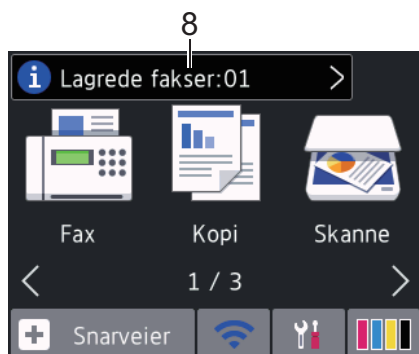 8
i Lagrede fakser:01 >
Fax Kopi Skanne
< 1 / 3 >
+ Snarveier